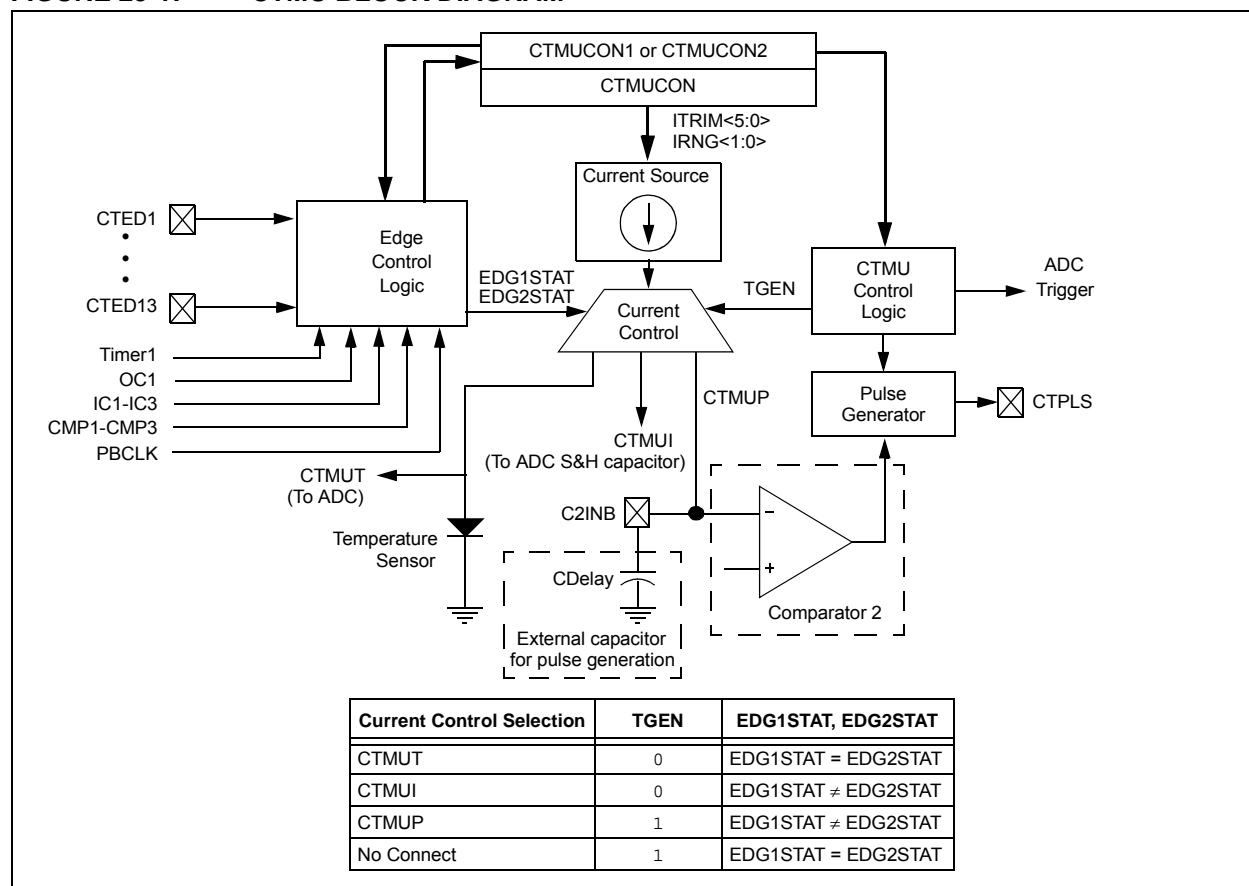 CTMUCON1 or CTMUCON2
CTMUCON
ITRIM<5:0>
IRNG<1:0>
Current Source
CTED1
•
•
•
CTED13
Edge
Control
Logic
EDG1STAT
EDG2STAT
Current
Control
TGEN
CTMU
Control
Logic
ADC
Trigger
Timer1
OC1
IC1-IC3
CMP1-CMP3
PBCLK
CTMUP
Pulse
Generator
CTPLS
CTMUT
(To ADC)
CTMUI
(To ADC S&H capacitor)
C2INB
Temperature
Sensor
CDelay
–
+
Comparator 2
External capacitor
for pulse generation
Current Control Selection TGEN EDG1STAT, EDG2STAT
CTMUT 0 EDG1STAT = EDG2STAT
CTMUI 0 EDG1STAT ≠ EDG2STAT
CTMUP 1 EDG1STAT ≠ EDG2STAT
No Connect 1 EDG1STAT = EDG2STAT